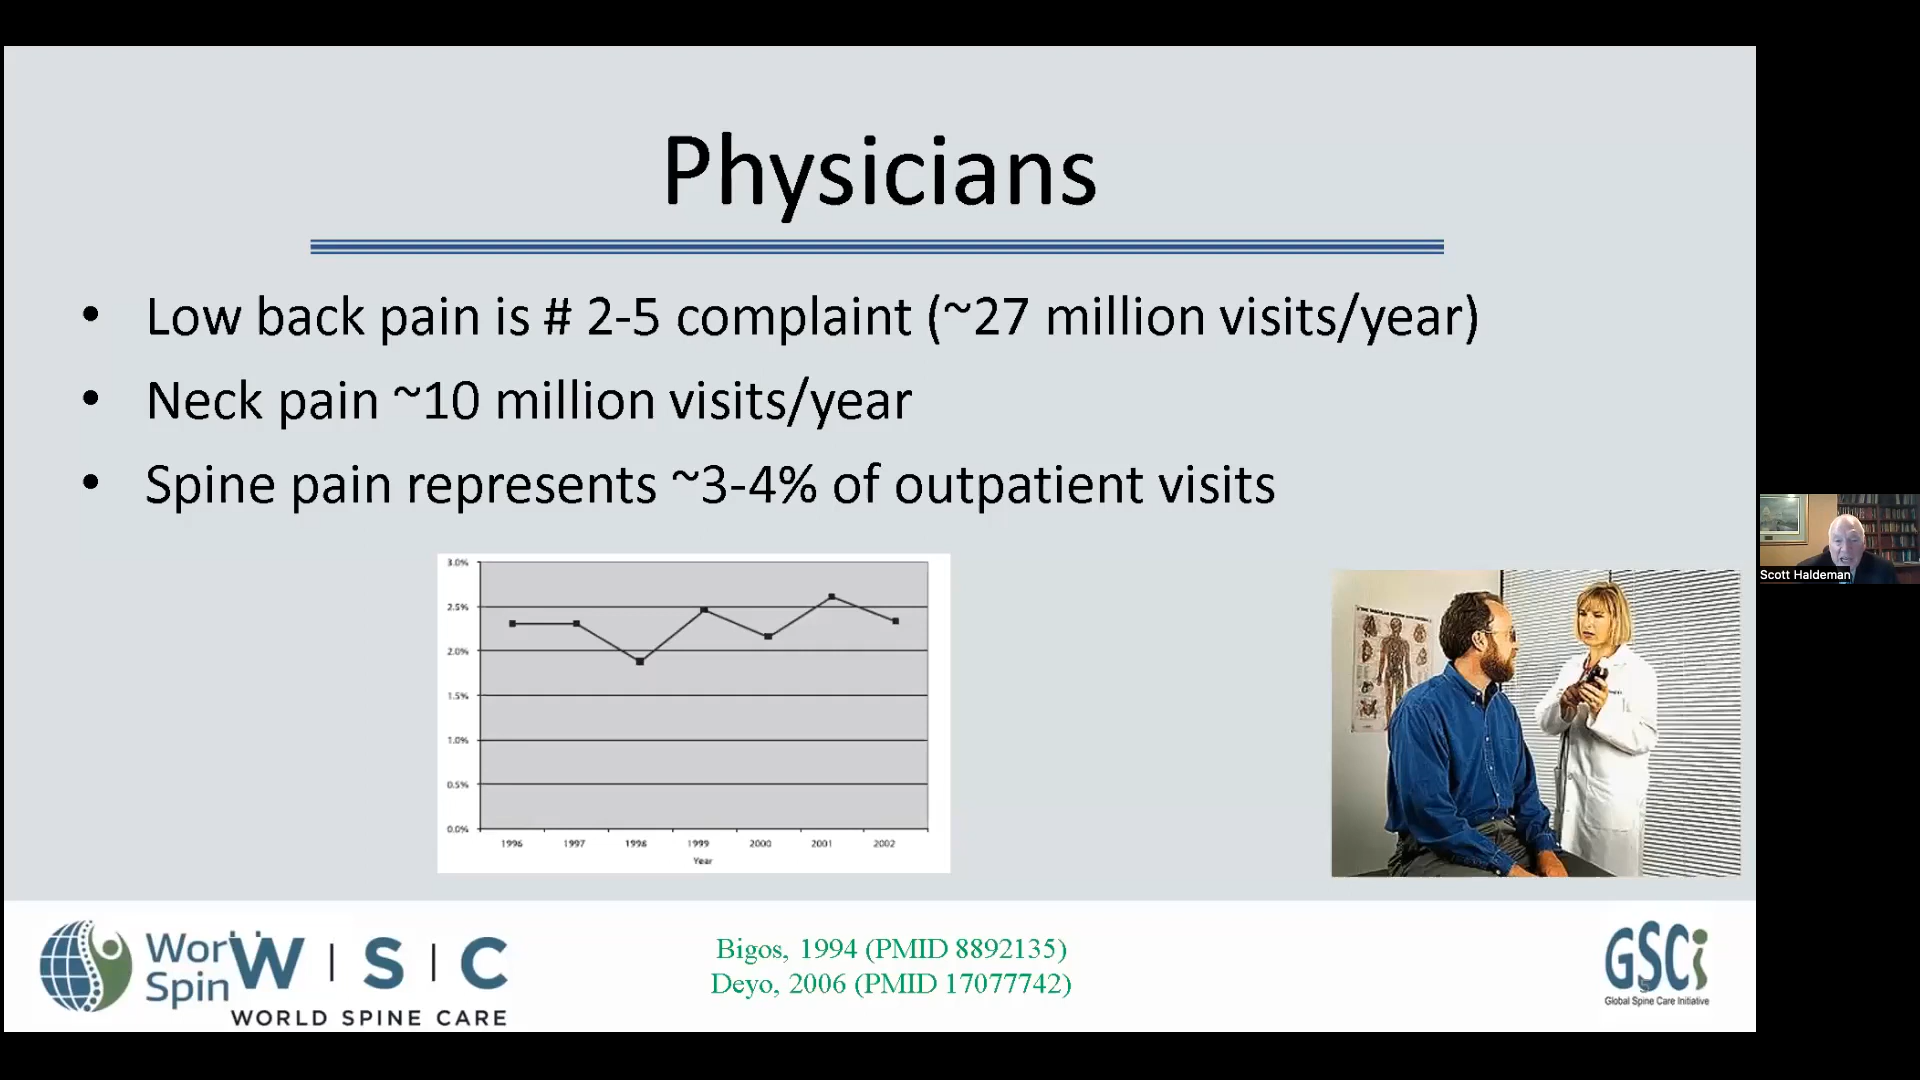 Physicians
• Low back pain is # 2-5 complaint (~27 million visits/year)
• Neck pain ~10 million visits/year
• Spine pain represents ~3-4% of outpatient visits
3.0%
2.5%
2.0%
1.5%
1.0%
0.5%
0.0%
1996 1997 1998 1999 2000 2001 2002
Year
Scott Haldeman
Wor
Spin
W | S | C
WORLD SPINE CARE
Bigos, 1994 (PMID 8892135)
Deyo, 2006 (PMID 17077742)
GSCi
5
Global Spine Care Initiative